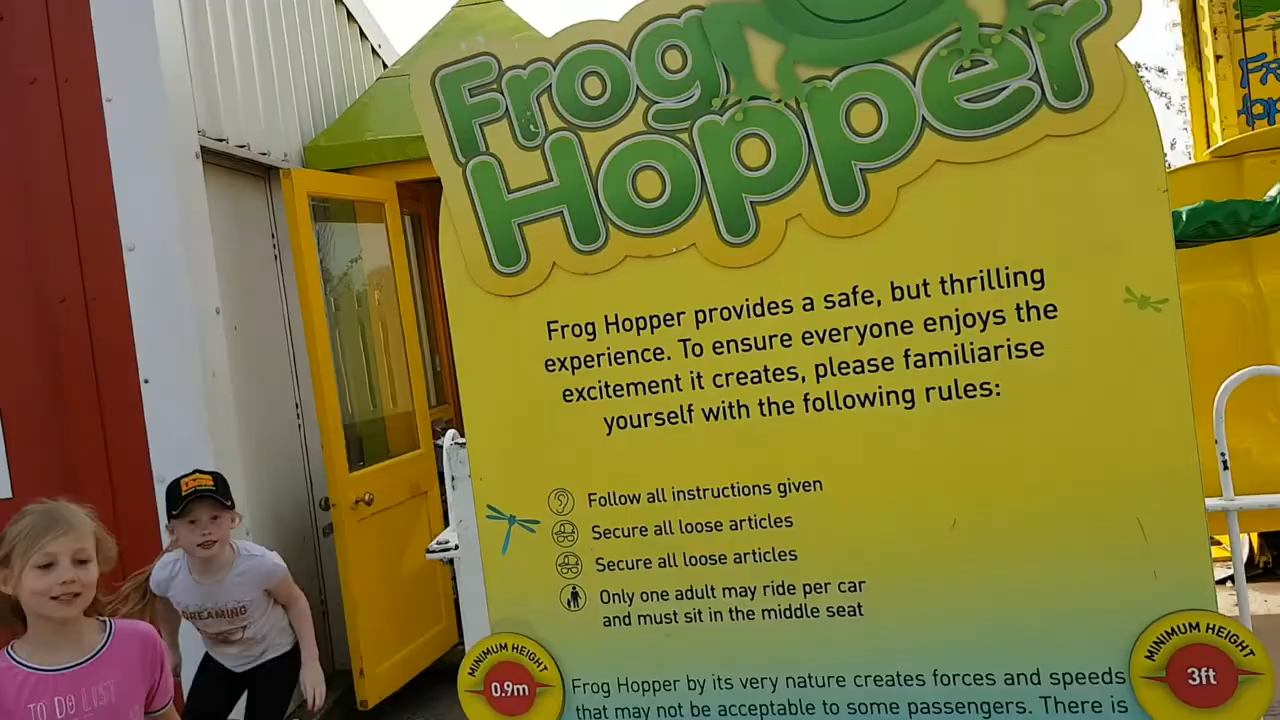 Frog
Hopper
Frog Hopper provides a safe, but thrilling
experience. To ensure everyone enjoys the
excitement it creates, please familiarise
yourself with the following rules:
Follow all instructions given
Secure all loose articles
Secure all loose articles
Only one adult may ride per car
and must sit in the middle seat
MINIMUM HEIGHT
0.9m
MINIMUM HEIGHT
3ft
Frog Hopper by its very nature creates forces and speeds
that may not be acceptable to some passengers. There is
DREAMING
TO DO LIST